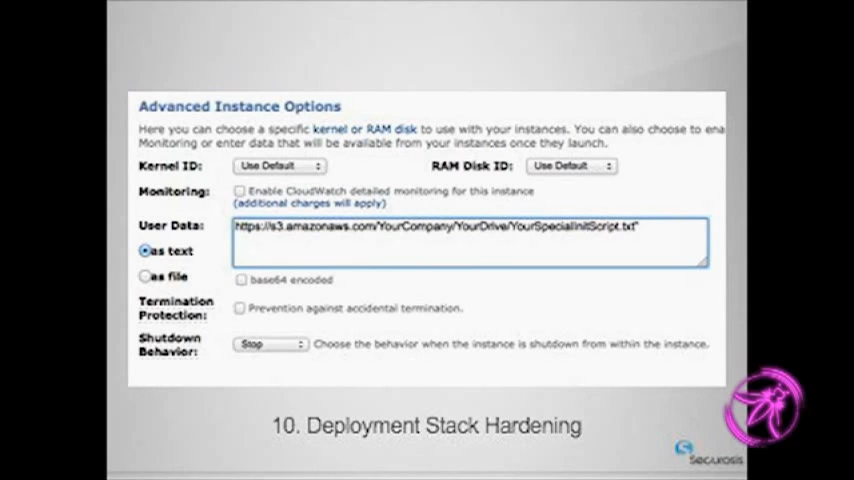 Advanced Instance Options
Here you can choose a specific kernel or RAM disk to use with your instances. You can also choose to ena
Monitoring or enter data that will be available from your instances once they launch.
Kernel ID: Use Default RAM Disk ID: Use Default
Monitoring: Enable CloudWatch detailed monitoring for this instance
(additional charges will apply)
User Data: https://s3.amazonaws.com/YourCompany/YourDrive/YourSpecialInitScript.txt"
as text
as file base64 encoded
Termination
Protection: Prevention against accidental termination.
Shutdown
Behavior: Stop Choose the behavior when the instance is shutdown from within the instance.
10. Deployment Stack Hardening
Securosis